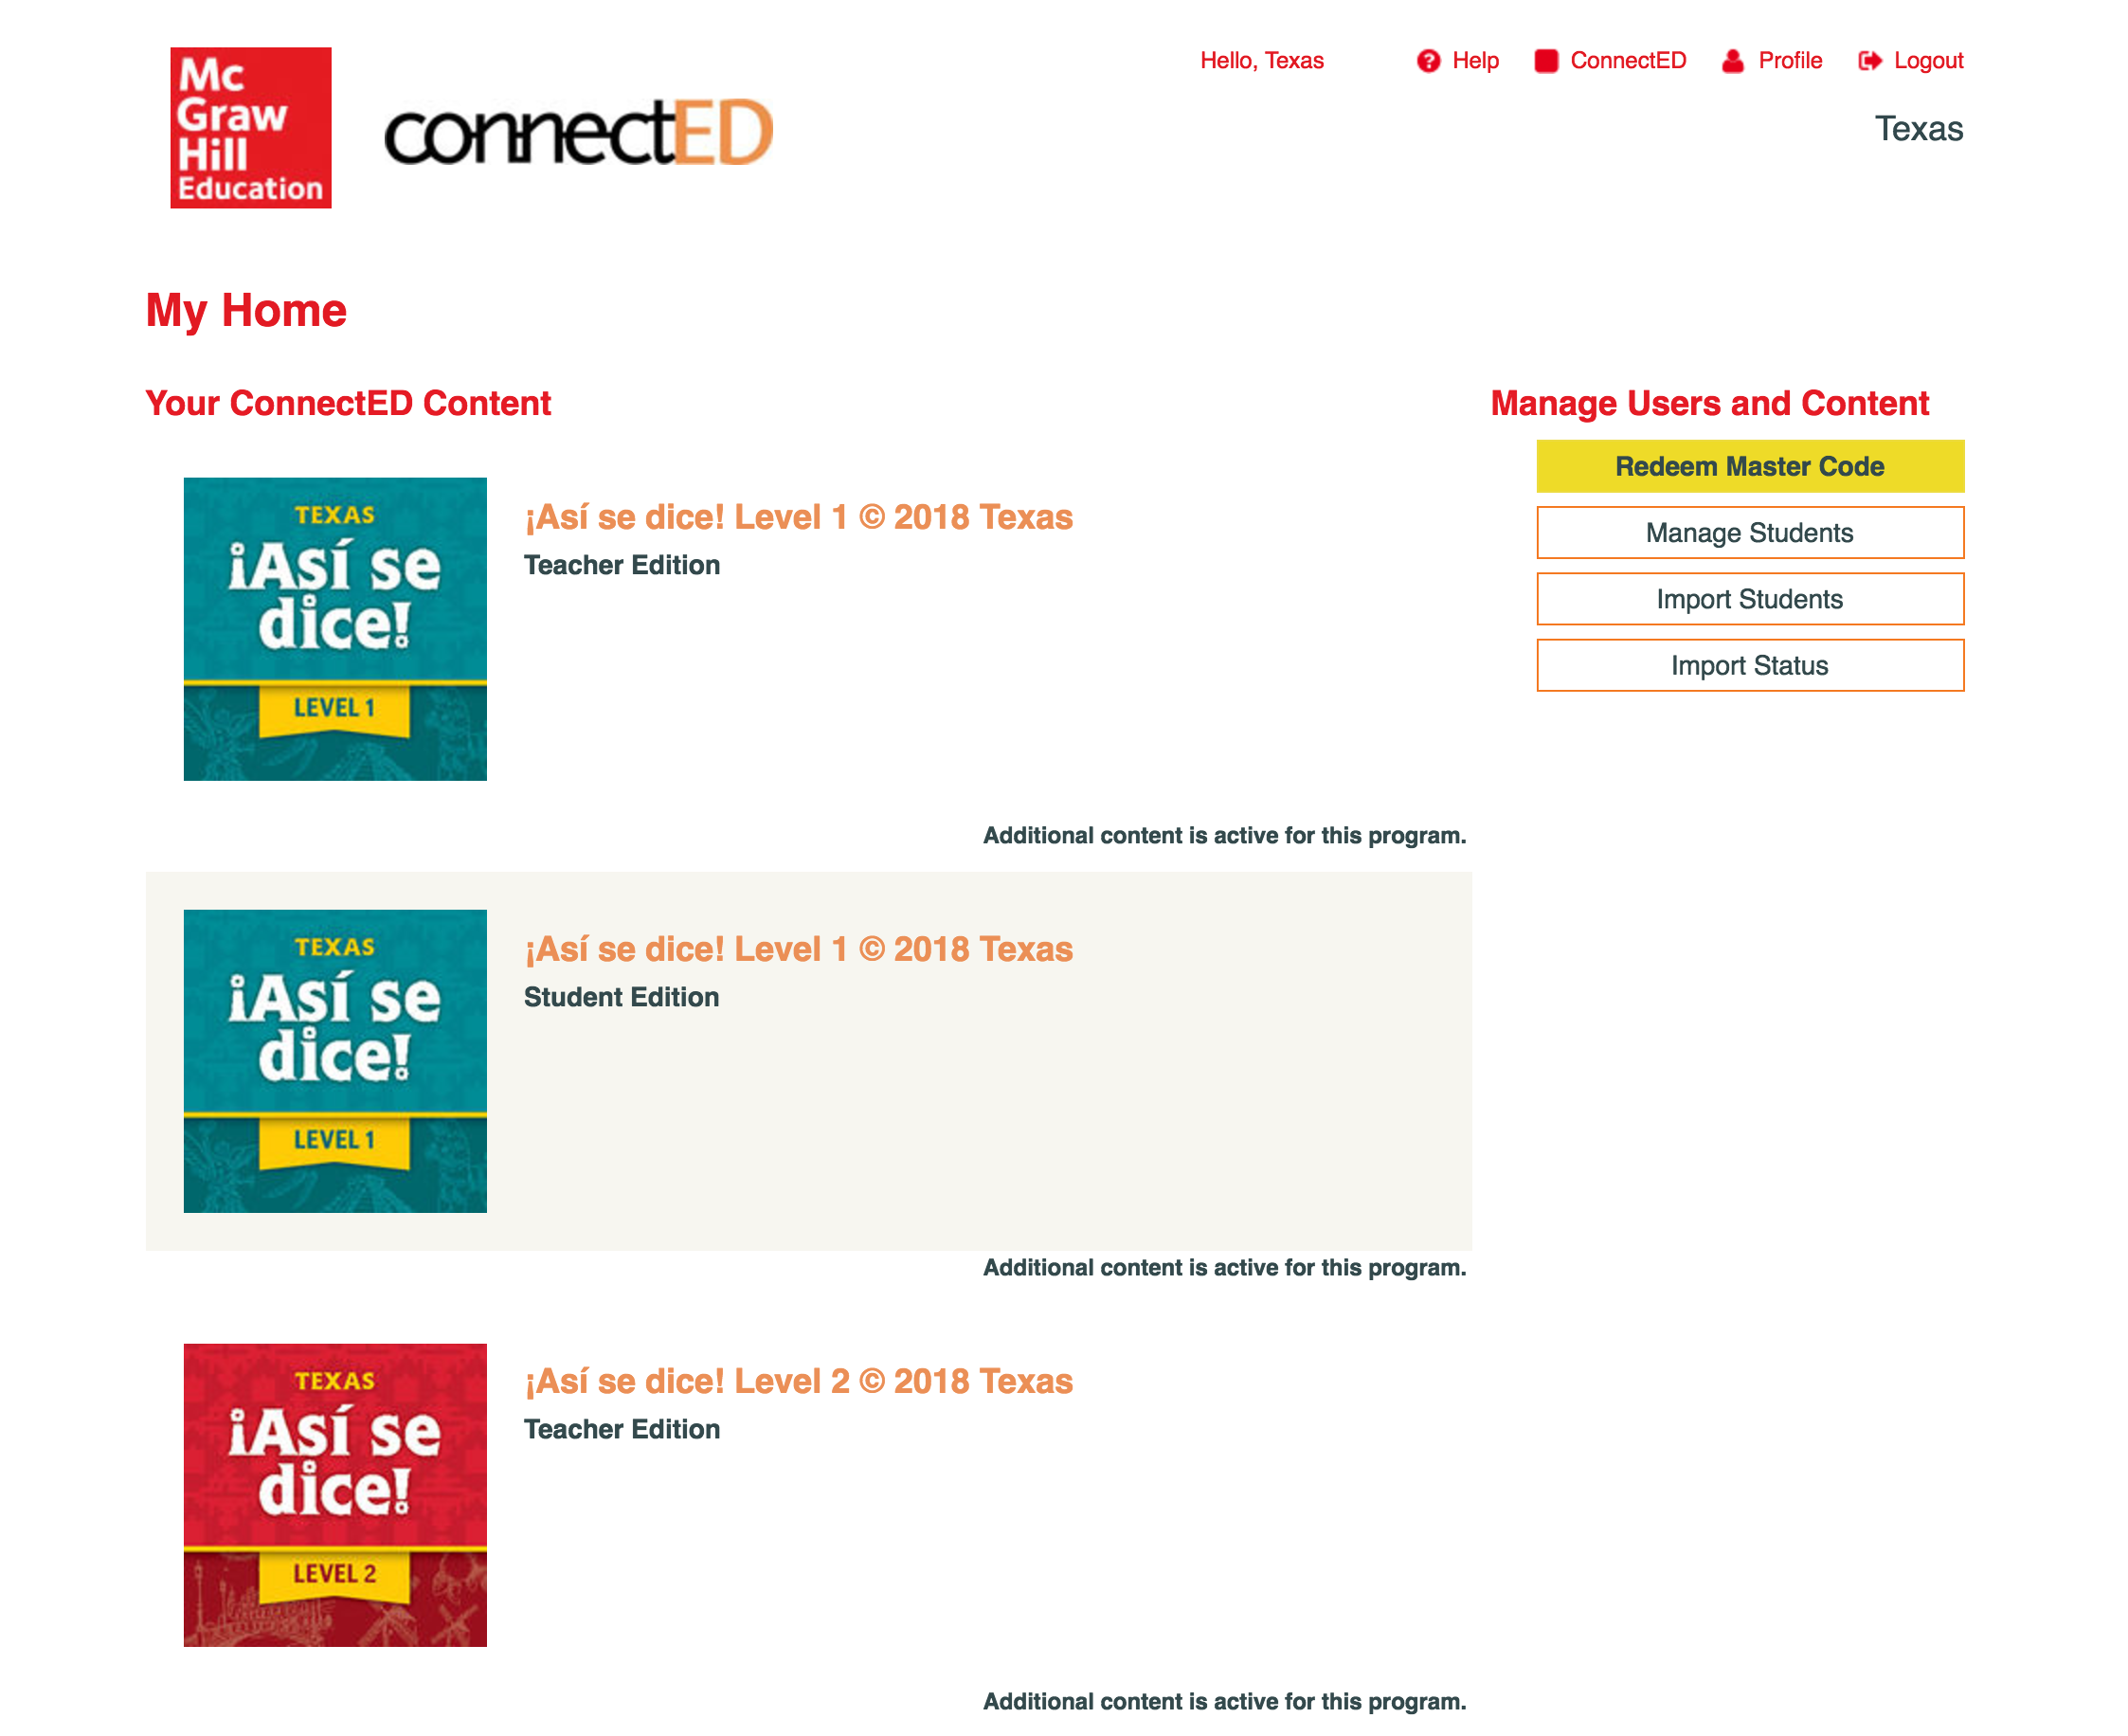 Mc
Graw
Hill
Education
connectED
Hello, Texas
Help
ConnectED
Profile
Logout
Texas
My Home
Your ConnectED Content
TEXAS
¡Así se
dice!
LEVEL 1
¡Así se dice! Level 1 © 2018 Texas
Teacher Edition
Additional content is active for this program.
TEXAS
¡Así se
dice!
LEVEL 1
¡Así se dice! Level 1 © 2018 Texas
Student Edition
Additional content is active for this program.
TEXAS
¡Así se
dice!
LEVEL 2
¡Así se dice! Level 2 © 2018 Texas
Teacher Edition
Additional content is active for this program.
Manage Users and Content
Redeem Master Code
Manage Students
Import Students
Import Status